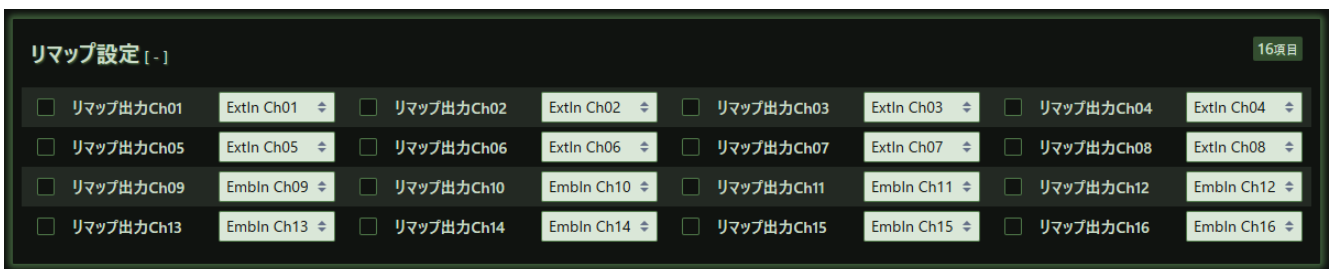 リマップ設定 [ - ] 16項目
リマップ出力Ch01 ExtIn Ch01 リマップ出力Ch02 ExtIn Ch02 リマップ出力Ch03 ExtIn Ch03 リマップ出力Ch04 ExtIn Ch04
リマップ出力Ch05 ExtIn Ch05 リマップ出力Ch06 ExtIn Ch06 リマップ出力Ch07 ExtIn Ch07 リマップ出力Ch08 ExtIn Ch08
リマップ出力Ch09 EmbIn Ch09 リマップ出力Ch10 EmbIn Ch10 リマップ出力Ch11 EmbIn Ch11 リマップ出力Ch12 EmbIn Ch12
リマップ出力Ch13 EmbIn Ch13 リマップ出力Ch14 EmbIn Ch14 リマップ出力Ch15 EmbIn Ch15 リマップ出力Ch16 EmbIn Ch16